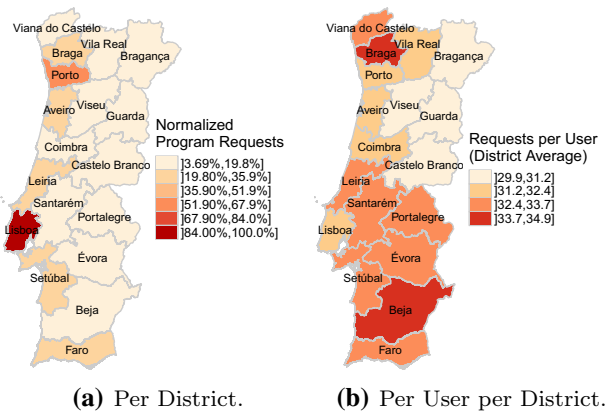 Viana do Castelo
Vila Real
Braga
Bragança
Porto
Aveiro
Viseu
Guarda
Coimbra
Castelo Branco
Leiria
Santarém
Portalegre
Lisboa
Évora
Setúbal
Beja
Faro
Normalized
Program Requests
]3.69%,19.8%]
]19.80%,35.9%]
]35.90%,51.9%]
]51.90%,67.9%]
]67.90%,84.0%]
]84.00%,100.0%]
(a) Per District.
Viana do Castelo
Vila Real
Braga
Bragança
Porto
Aveiro
Viseu
Guarda
Coimbra
Castelo Branco
Leiria
Santarém
Portalegre
Lisboa
Évora
Setúbal
Beja
Faro
Requests per User
(District Average)
]29.9,31.2]
]31.2,32.4]
]32.4,33.7]
]33.7,34.9]
(b) Per User per District.